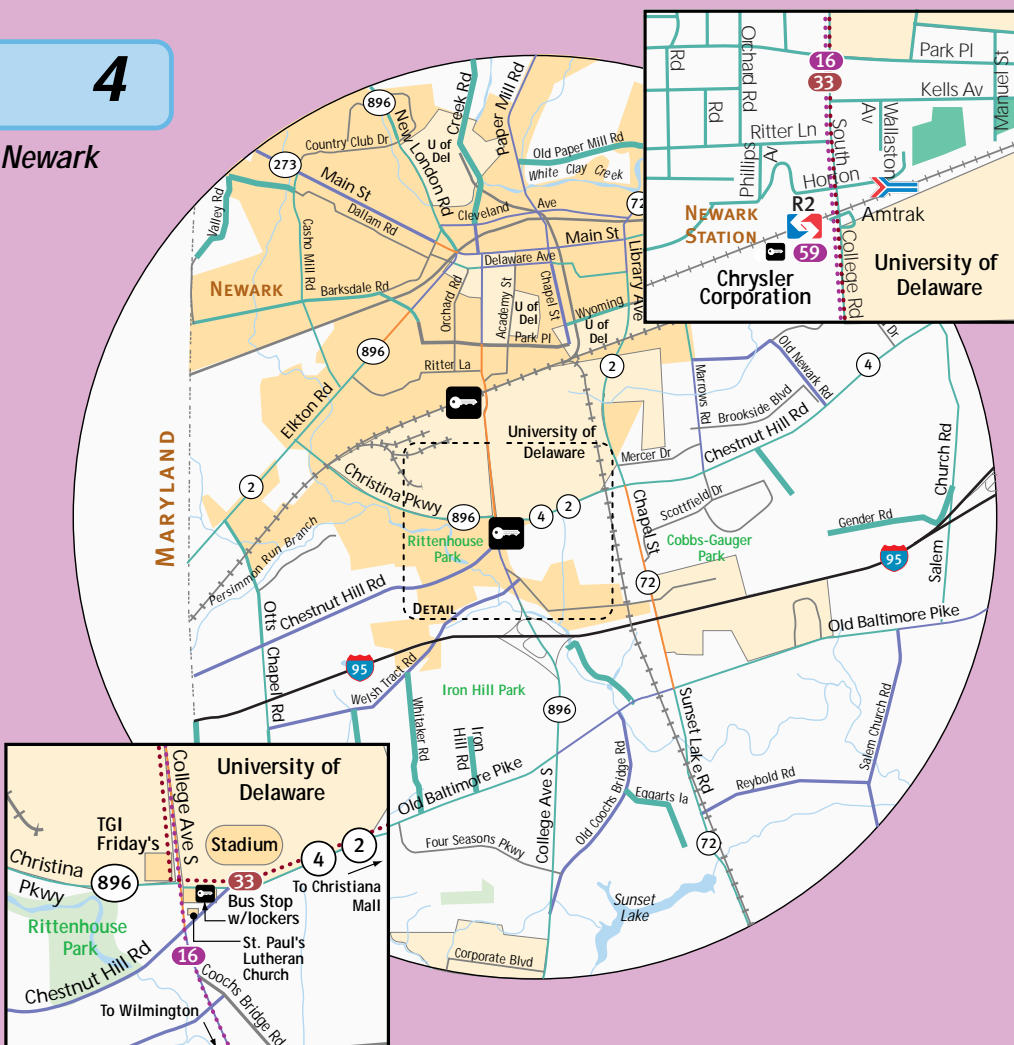 4
Newark
896
273
Country Club Dr
New London Rd
Creek Rd
Paper Mill Rd
U of
Del
Old Paper Mill Rd
White Clay Creek
Main St
Dallam Rd
Valley Rd
Casho Mill Rd
Cleveland Ave
72
Main St
Delaware Ave
Library Ave
NEWARK
Barksdale Rd
Orchard Rd
Academy St
Chapel St
U of
Del
Park Pl
Wyoming
U of
Del
896
Ritter La
2
Elkton Rd
Marrows Rd
Old Newark Rd
Dr
4
Brookside Blvd
Chestnut Hill Rd
Mercer Dr
University of
Delaware
MARYLAND
2
Christina Pkwy
896
4
2
Rittenhouse
Park
Chapel St
Scottfield Dr
Cobbs-Gauger
Park
Church Rd
Salem
Gender Rd
95
72
Persimmon Run Branch
Otts
Chapel Rd
Chestnut Hill Rd
DETAIL
Old Baltimore Pike
95
Welsh Tract Rd
Iron Hill Park
Whitaker Rd
Iron
Hill Rd
896
Old Baltimore Pike
College Ave S
Old Coochs Bridge Rd
Sunset Lake Rd
Salem Church Rd
Reybold Rd
Eggarts la
72
Four Seasons Pkwy
Sunset
Lake
Corporate Blvd
Rd
Orchard Rd
16
33
Park Pl
Manuel St
Kells Av
Rd
Phillips
Av
Ritter Ln
South
Av
Wallaston
Horton
R2
Amtrak
NEWARK
STATION
59
College Rd
Chrysler
Corporation
University of
Delaware
College Ave S
University of
Delaware
TGI
Friday's
Stadium
4
2
Christina
Pkwy
896
33
To Christiana
Mall
Bus Stop
w/lockers
Rittenhouse
Park
St. Paul's
Lutheran
Church
16
Chestnut Hill Rd
Coochs Bridge Rd
To Wilmington